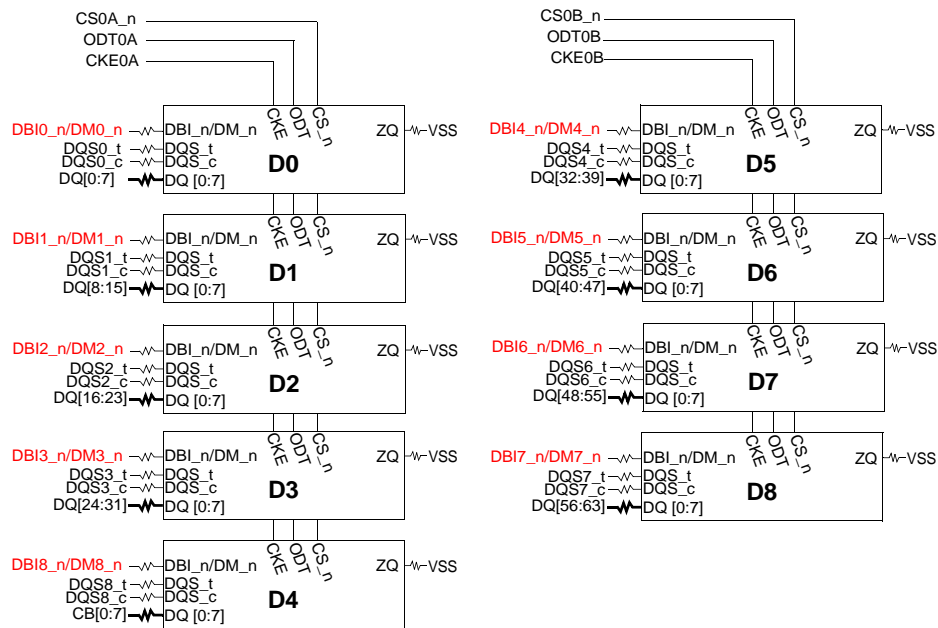 CS0A_n
ODT0A
CKE0A
CKE ODT CS_n
DBI0_n/DM0_n DBI_n/DM_n ZQ VSS
DQS0_t DQS_t
DQS0_c DQS_c
D0
DQ[0:7] DQ [0:7]
CKE ODT CS_n
DBI1_n/DM1_n DBI_n/DM_n ZQ VSS
DQS1_t DQS_t
DQS1_c DQS_c
D1
DQ[8:15] DQ [0:7]
CKE ODT CS_n
DBI2_n/DM2_n DBI_n/DM_n ZQ VSS
DQS2_t DQS_t
DQS2_c DQS_c
D2
DQ[16:23] DQ [0:7]
CKE ODT CS_n
DBI3_n/DM3_n DBI_n/DM_n ZQ VSS
DQS3_t DQS_t
DQS3_c DQS_c
D3
DQ[24:31] DQ [0:7]
CKE ODT CS_n
DBI8_n/DM8_n DBI_n/DM_n ZQ VSS
DQS8_t DQS_t
DQS8_c DQS_c
D4
CB[0:7] DQ [0:7]
CS0B_n
ODT0B
CKE0B
CKE ODT CS_n
DBI4_n/DM4_n DBI_n/DM_n ZQ VSS
DQS4_t DQS_t
DQS4_c DQS_c
D5
DQ[32:39] DQ [0:7]
CKE ODT CS_n
DBI5_n/DM5_n DBI_n/DM_n ZQ VSS
DQS5_t DQS_t
DQS5_c DQS_c
D6
DQ[40:47] DQ [0:7]
CKE ODT CS_n
DBI6_n/DM6_n DBI_n/DM_n ZQ VSS
DQS6_t DQS_t
DQS6_c DQS_c
D7
DQ[48:55] DQ [0:7]
CKE ODT CS_n
DBI7_n/DM7_n DBI_n/DM_n ZQ VSS
DQS7_t DQS_t
DQS7_c DQS_c
D8
DQ[56:63] DQ [0:7]